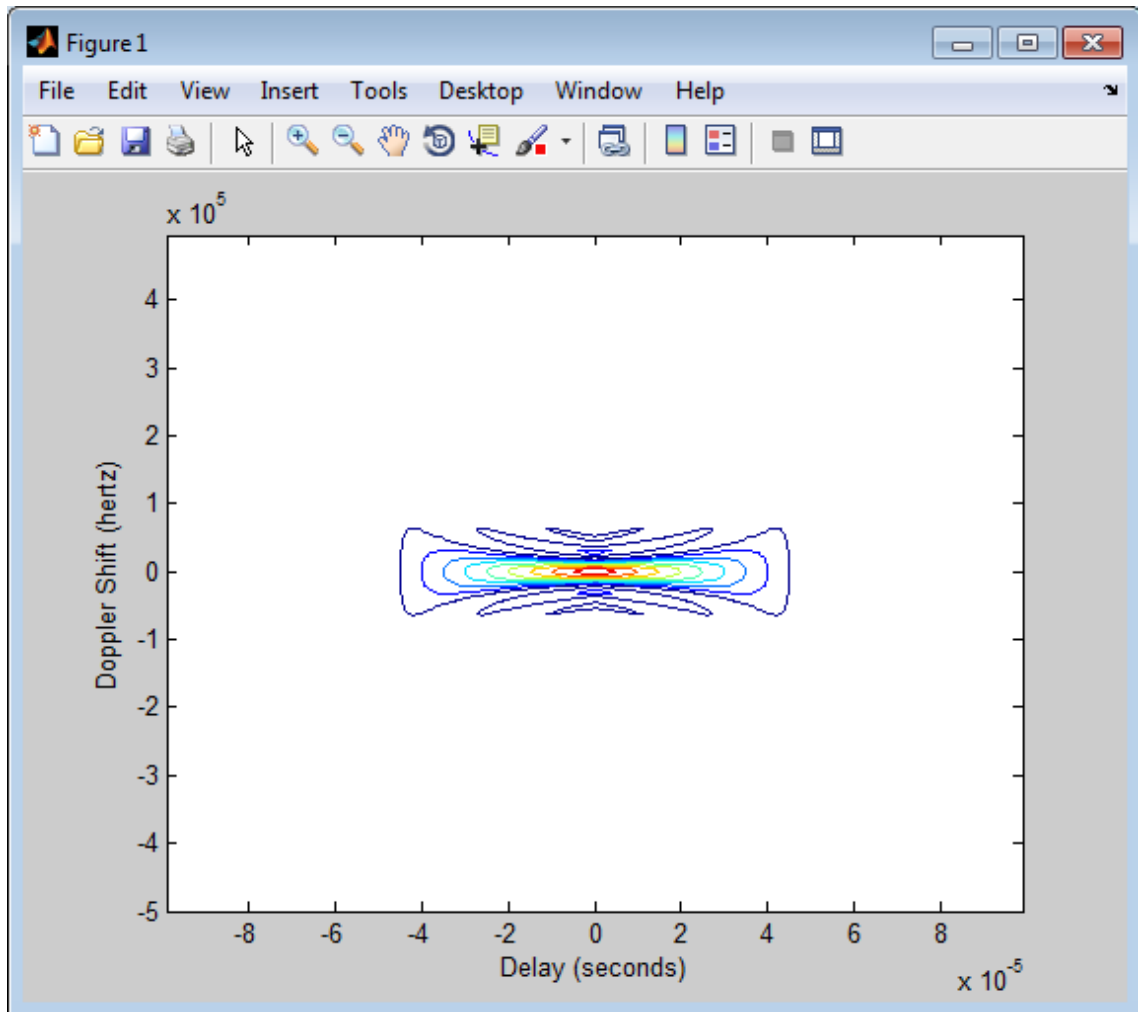 Figure 1
File Edit View Insert Tools Desktop Window Help
x 10^5
4
3
2
1
0
-1
-2
-3
-4
-5
Doppler Shift (hertz)
-8 -6 -4 -2 0 2 4 6 8
Delay (seconds)
x 10^-5